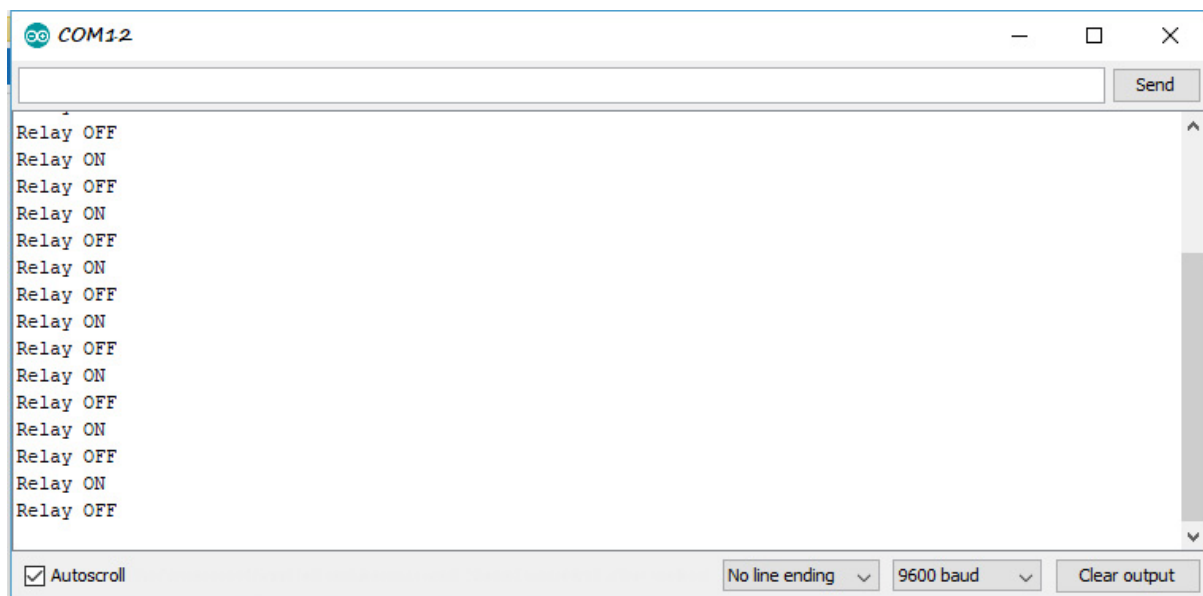 COM12
Send
Relay OFF
Relay ON
Relay OFF
Relay ON
Relay OFF
Relay ON
Relay OFF
Relay ON
Relay OFF
Relay ON
Relay OFF
Relay ON
Relay OFF
Relay ON
Relay OFF
Autoscroll No line ending 9600 baud Clear output